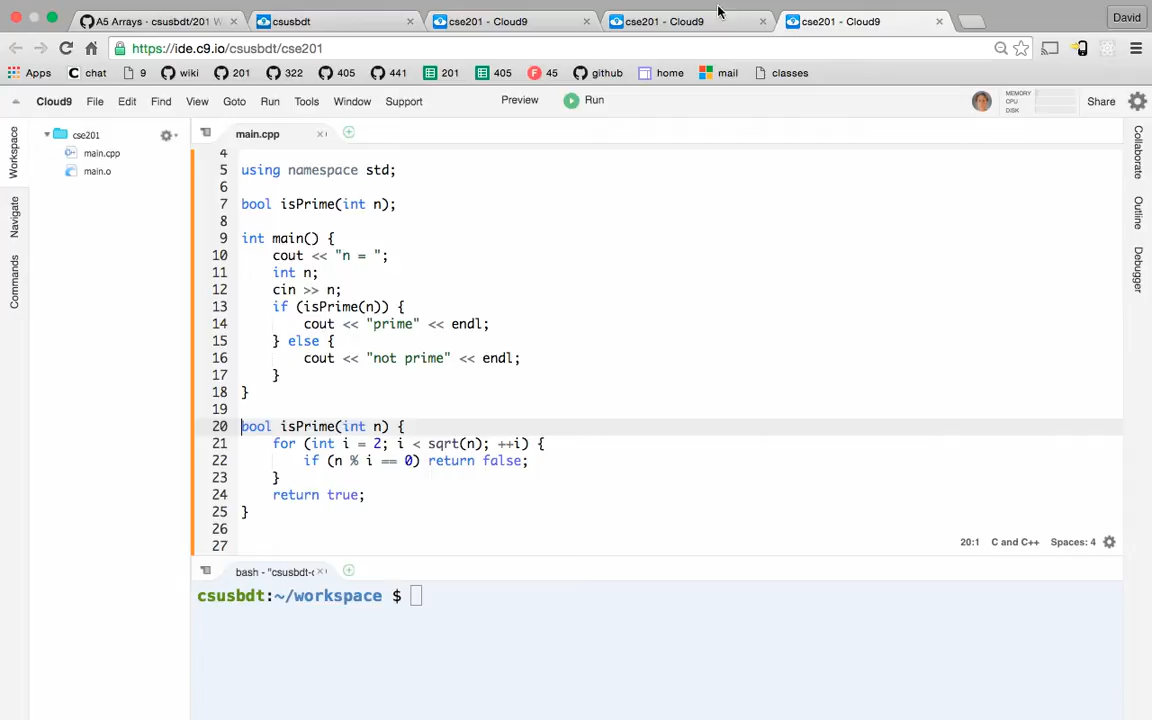 A5 Arrays · csusbdt/201 W
csusbdt
cse201 - Cloud9
cse201 - Cloud9
cse201 - Cloud9
David
https://ide.c9.io/csusbdt/cse201
Apps
chat
9
wiki
201
322
405
441
201
405
45
github
home
mail
classes
Cloud9
File
Edit
Find
View
Goto
Run
Tools
Window
Support
Preview
Run
MEMORY
CPU
DISK
Share
Workspace
Navigate
Commands
cse201
main.cpp
main.o
main.cpp
4
5 using namespace std;
6
7 bool isPrime(int n);
8
9 int main() {
10 cout << "n = ";
11 int n;
12 cin >> n;
13 if (isPrime(n)) {
14 cout << "prime" << endl;
15 } else {
16 cout << "not prime" << endl;
17 }
18 }
19
20 bool isPrime(int n) {
21 for (int i = 2; i < sqrt(n); ++i) {
22 if (n % i == 0) return false;
23 }
24 return true;
25 }
26
27
20:1
C and C++
Spaces: 4
Collaborate
Outline
Debugger
bash - "csusbdt-c
csusbdt:~/workspace $